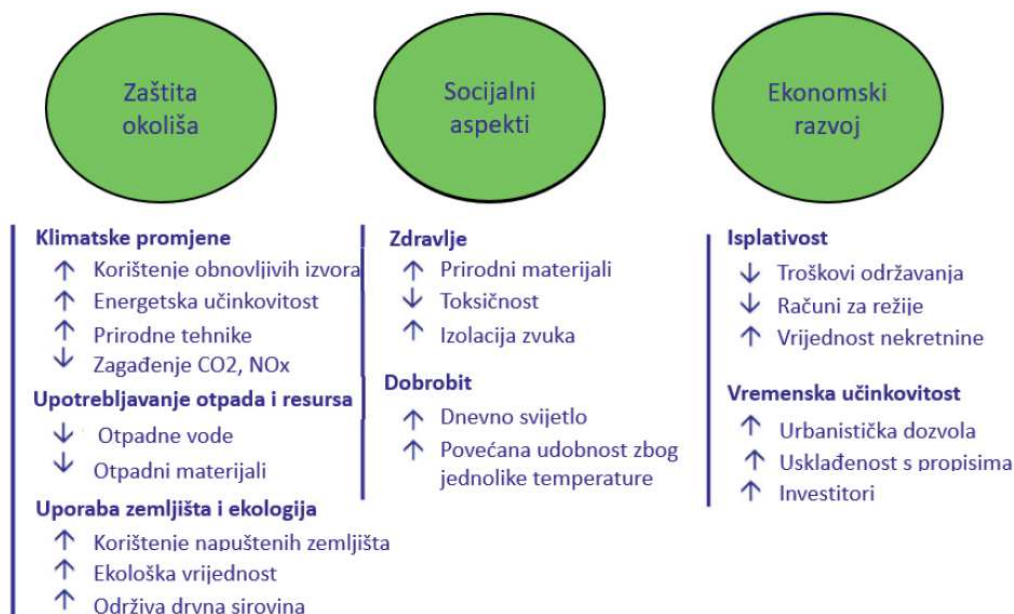 Zaštita
okoliša
Socijalni
aspekti
Ekonomski
razvoj
Klimatske promjene
↑ Korištenje obnovljivih izvora
↑ Energetska učinkovitost
↑ Prirodne tehnike
↓ Zagađenje CO2, NOx
Upotrebljavanje otpada i resursa
↓ Otpadne vode
↓ Otpadni materijali
Uporaba zemljišta i ekologija
↑ Korištenje napuštenih zemljišta
↑ Ekološka vrijednost
↑ Održiva drvna sirovina
Zdravlje
↑ Prirodni materijali
↓ Toksičnost
↑ Izolacija zvuka
Dobrobit
↑ Dnevno svijetlo
↑ Povećana udobnost zbog
jednolike temperature
Isplativost
↓ Troškovi održavanja
↓ Računi za režije
↑ Vrijednost nekretnine
Vremenska učinkovitost
↑ Urbanistička dozvola
↑ Usklađenost s propisima
↑ Investitori